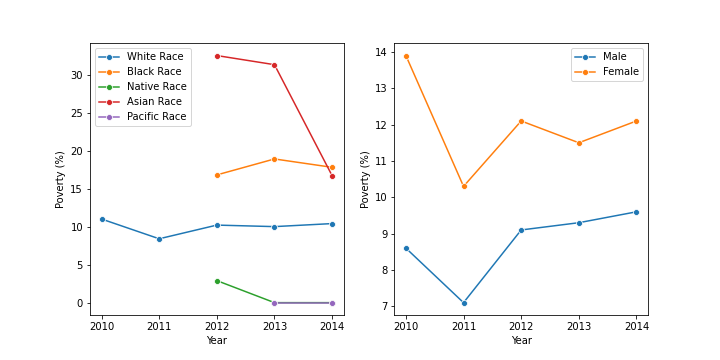 White Race
Black Race
Native Race
Asian Race
Pacific Race
30
25
20
15
10
5
0
Poverty (%)
2010 2011 2012 2013 2014
Year
Male
Female
14
13
12
11
10
9
8
7
Poverty (%)
2010 2011 2012 2013 2014
Year